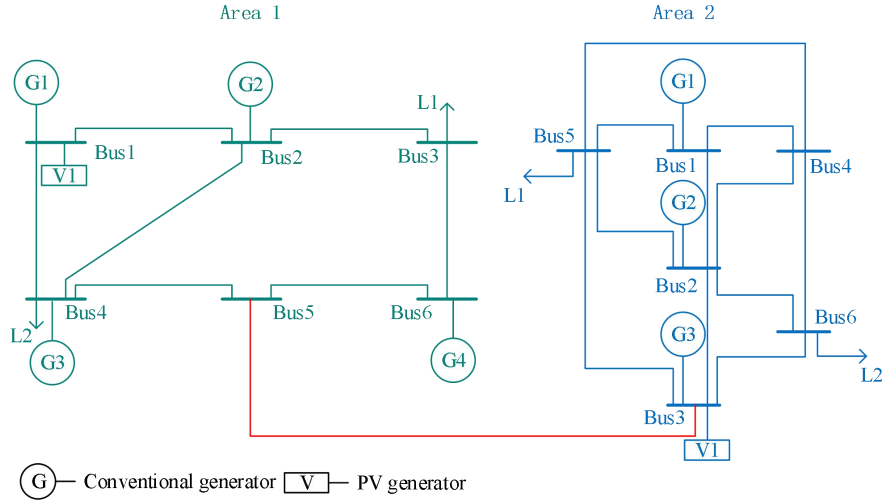 Area 1
Area 2
G1
G2
L1
Bus1
Bus2
Bus3
V1
Bus4
Bus5
Bus6
L2
G3
G4
G1
Bus5
Bus1
Bus4
L1
G2
Bus2
G3
Bus6
L2
Bus3
V1
G Conventional generator V PV generator